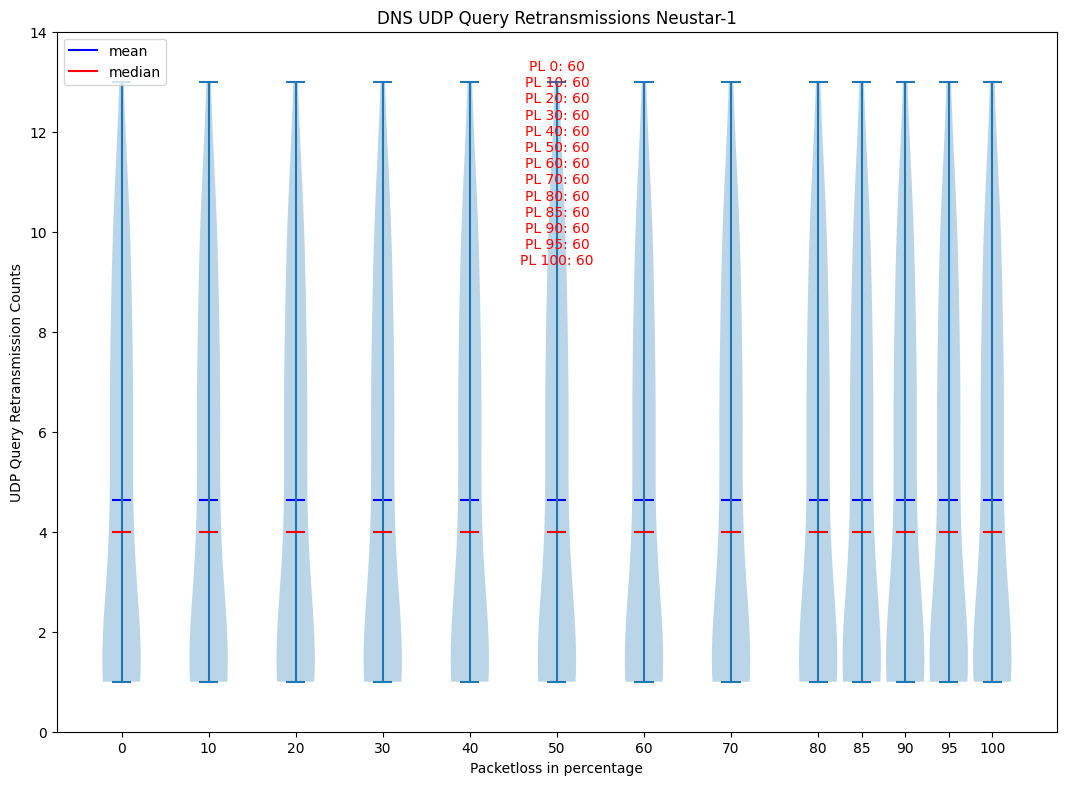 DNS UDP Query Retransmissions Neustar-1
mean
median
PL 0: 60
PL 10: 60
PL 20: 60
PL 30: 60
PL 40: 60
PL 50: 60
PL 60: 60
PL 70: 60
PL 80: 60
PL 85: 60
PL 90: 60
PL 95: 60
PL 100: 60
UDP Query Retransmission Counts
14
12
10
8
6
4
2
0
0 10 20 30 40 50 60 70 80 85 90 95 100
Packetloss in percentage